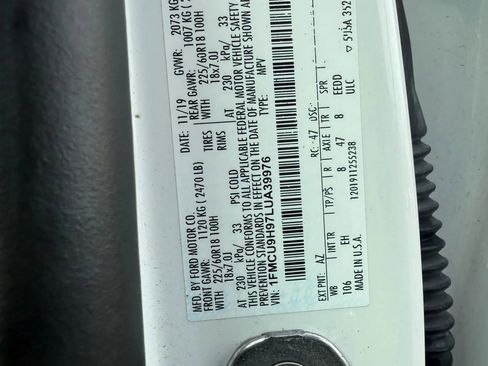 MFD. BY FORD MOTOR CO.
DATE: 11/19 GVWR: 2073 KG
FRONT GAWR: 1120 KG ( 2470 LB) REAR GAWR: 1007 KG
225/60R18 100H TIRES 225/60R18 100H
18x7.0J WITH 18x7.0J
AT 230 kPa/ 33 PSI COLD AT 230 kPa/ 33
THIS VEHICLE CONFORMS TO ALL APPLICABLE FEDERAL MOTOR VEHICLE SAFETY
PREVENTION STANDARDS IN EFFECT ON THE DATE OF MANUFACTURE SHOWN
VIN: 1FMCU9H97LUA39976
TYPE: MPV
EXT PNT: AZ RC: 47 DSO:
WB INT TR TP/PS R AXLE TR SPR
106 EH 8 47 8 EEDD
MADE IN U.S.A. 120191125523B ULC